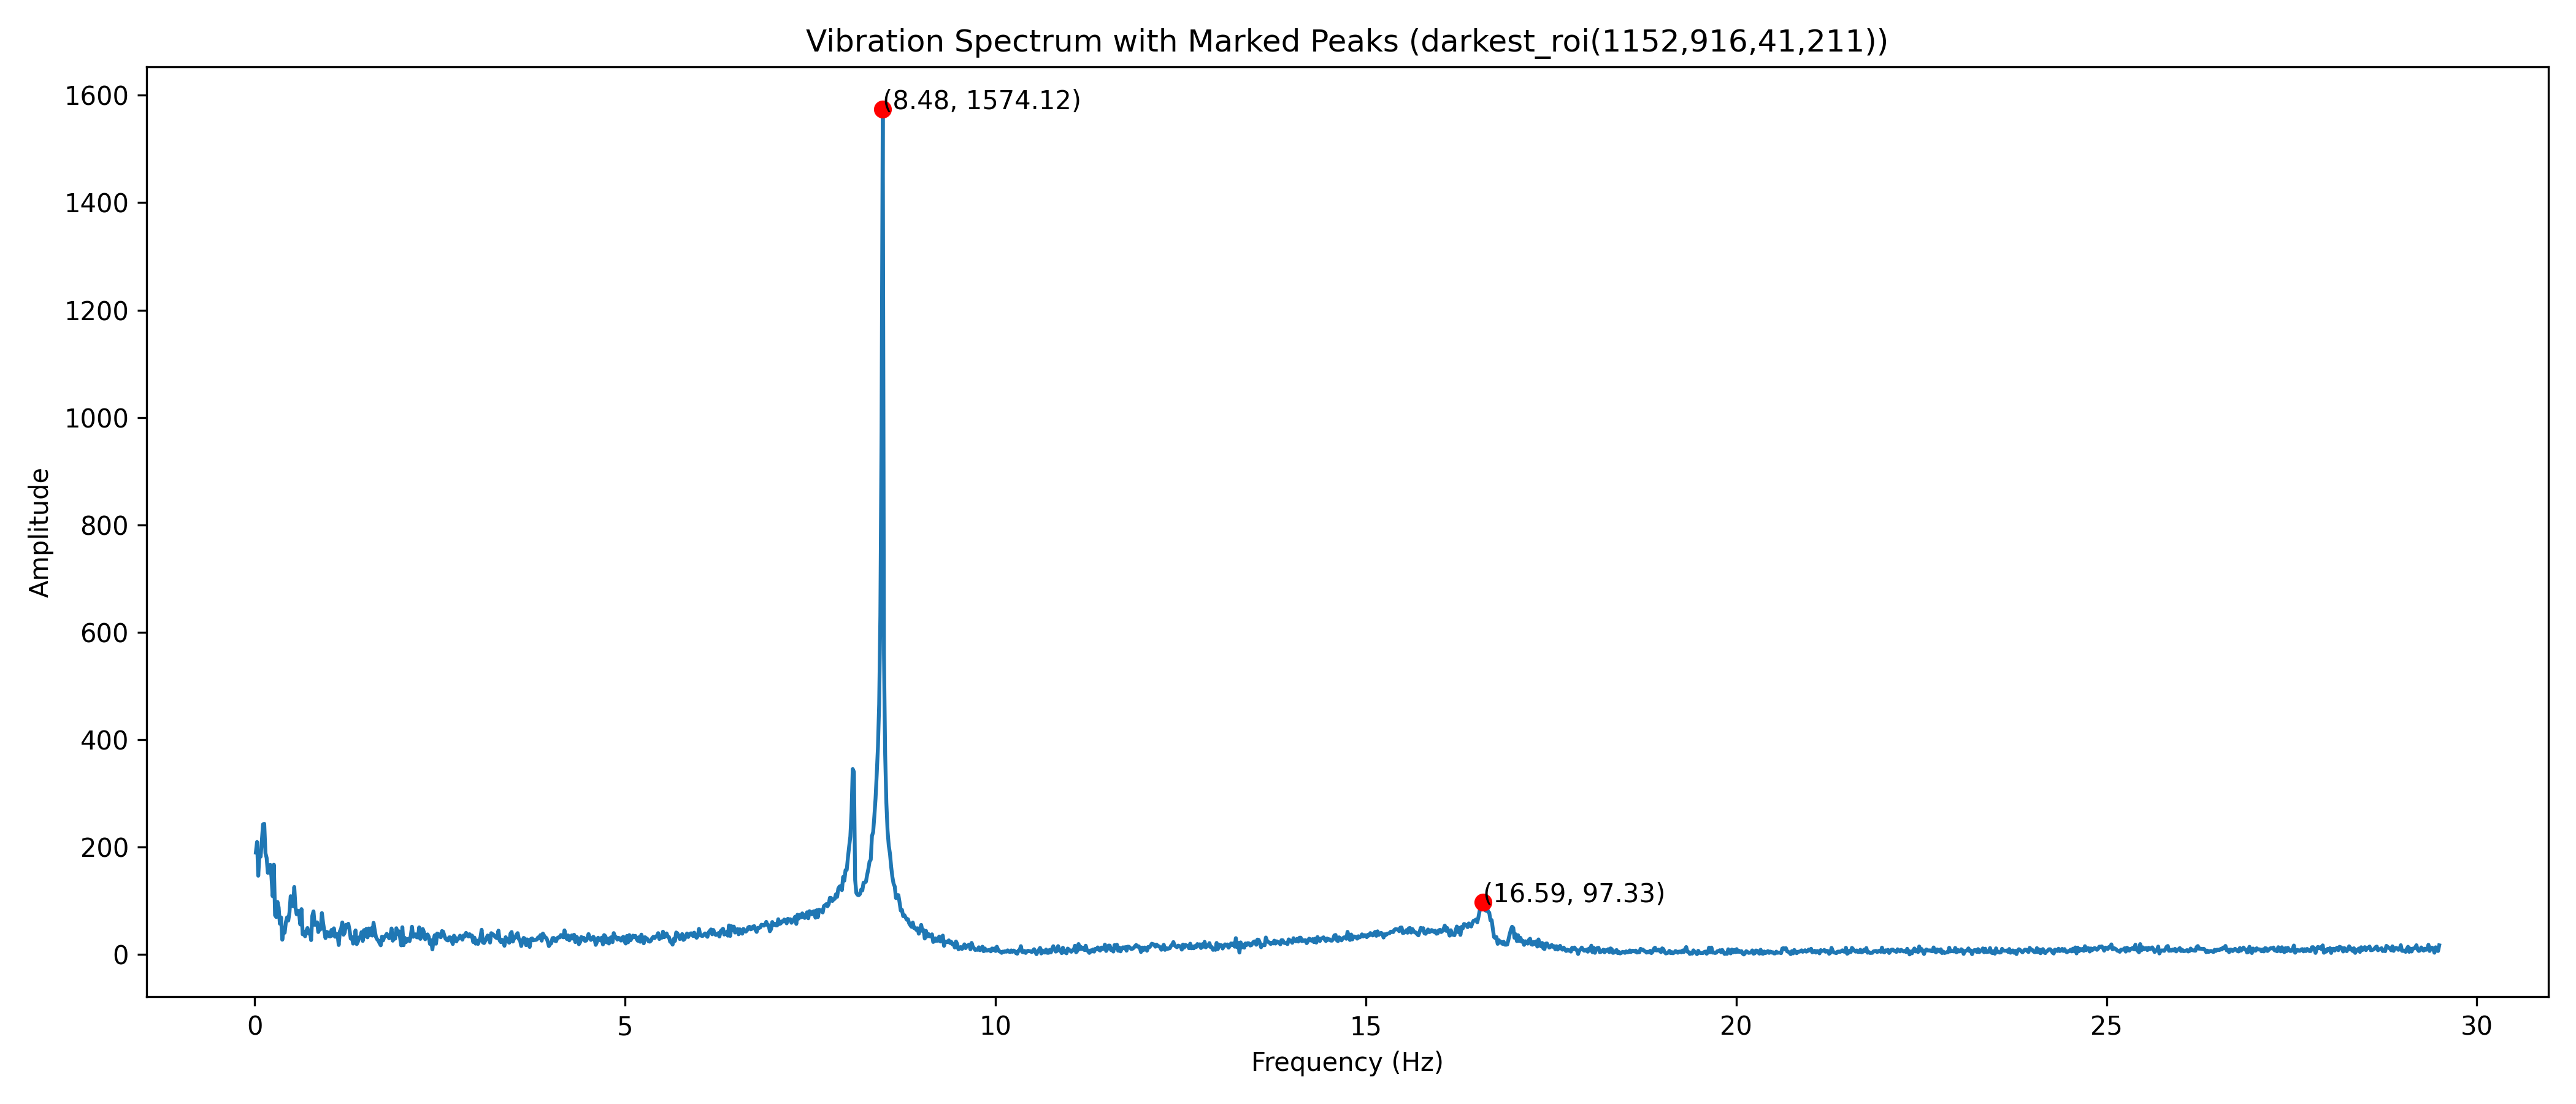 Vibration Spectrum with Marked Peaks (darkest_roi(1152,916,41,211))
1600
1400
1200
1000
800
600
400
200
0
Amplitude
(8.48, 1574.12)
(16.59, 97.33)
0 5 10 15 20 25 30
Frequency (Hz)